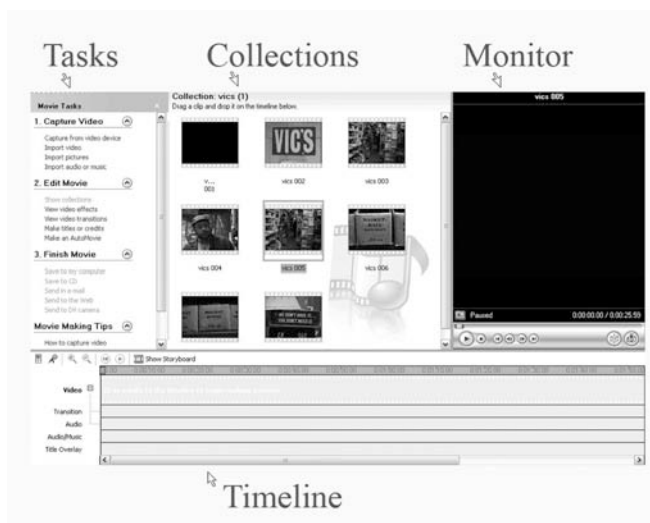 Tasks
Collections
Monitor
Movie Tasks
Collection: vics (1)
Drag a clip and drop it on the timeline below.
vics 005
1. Capture Video
Capture from video device
Import video
Import pictures
Import audio or music
2. Edit Movie
Show collections
View video effects
View video transitions
Make titles or credits
Make an AutoMovie
3. Finish Movie
Save to my computer
Save to CD
Send in e-mail
Send to the Web
Send to DV camera
Movie Making Tips
How to capture video
VIC'S
v...
001
vics 002
vics 003
vics 004
vics 005
vics 006
Paused
0:00:00.00 / 0:00:25.59
Show Storyboard
Video
Transition
Audio
Audio/Music
Title Overlay
Timeline